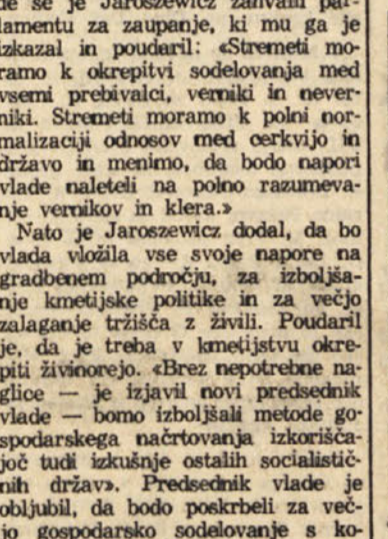 de se je Jaroszewicz zahvalil par-
lamentu za zaupanje, ki mu ga je
izkazal in poudaril: «Stremeti mo-
ramo k okrepitvi sodelovanja med
vsemi prebivalci, verniki in never-
niki. Stremeti moramo k polni nor-
malizaciji odnosov med cerkvijo in
državo in menimo, da bodo napori
vlade naleteli na polno razumeva-
nje vernikov in klera.»
Nato je Jaroszewicz dodal, da bo
vlada vložila vse svoje napore na
gradbenem področju, za izboljša-
nje kmetijske politike in za večjo
zalaganje tržišča z živili. Poudaril
je, da je treba v kmetijstvu okre-
piti živinorejo. «Brez nepotrebne na-
glice — je izjavil novi predsednik
vlade — bomo izboljšali metode go-
spodarskega načrtovanja izkorišča-
joč tudi izkušnje ostalih socialistič-
nih držav». Predsednik vlade je
obljubil, da bodo poskrbeli za več-
jo gospodarsko sodelovanje s ko-